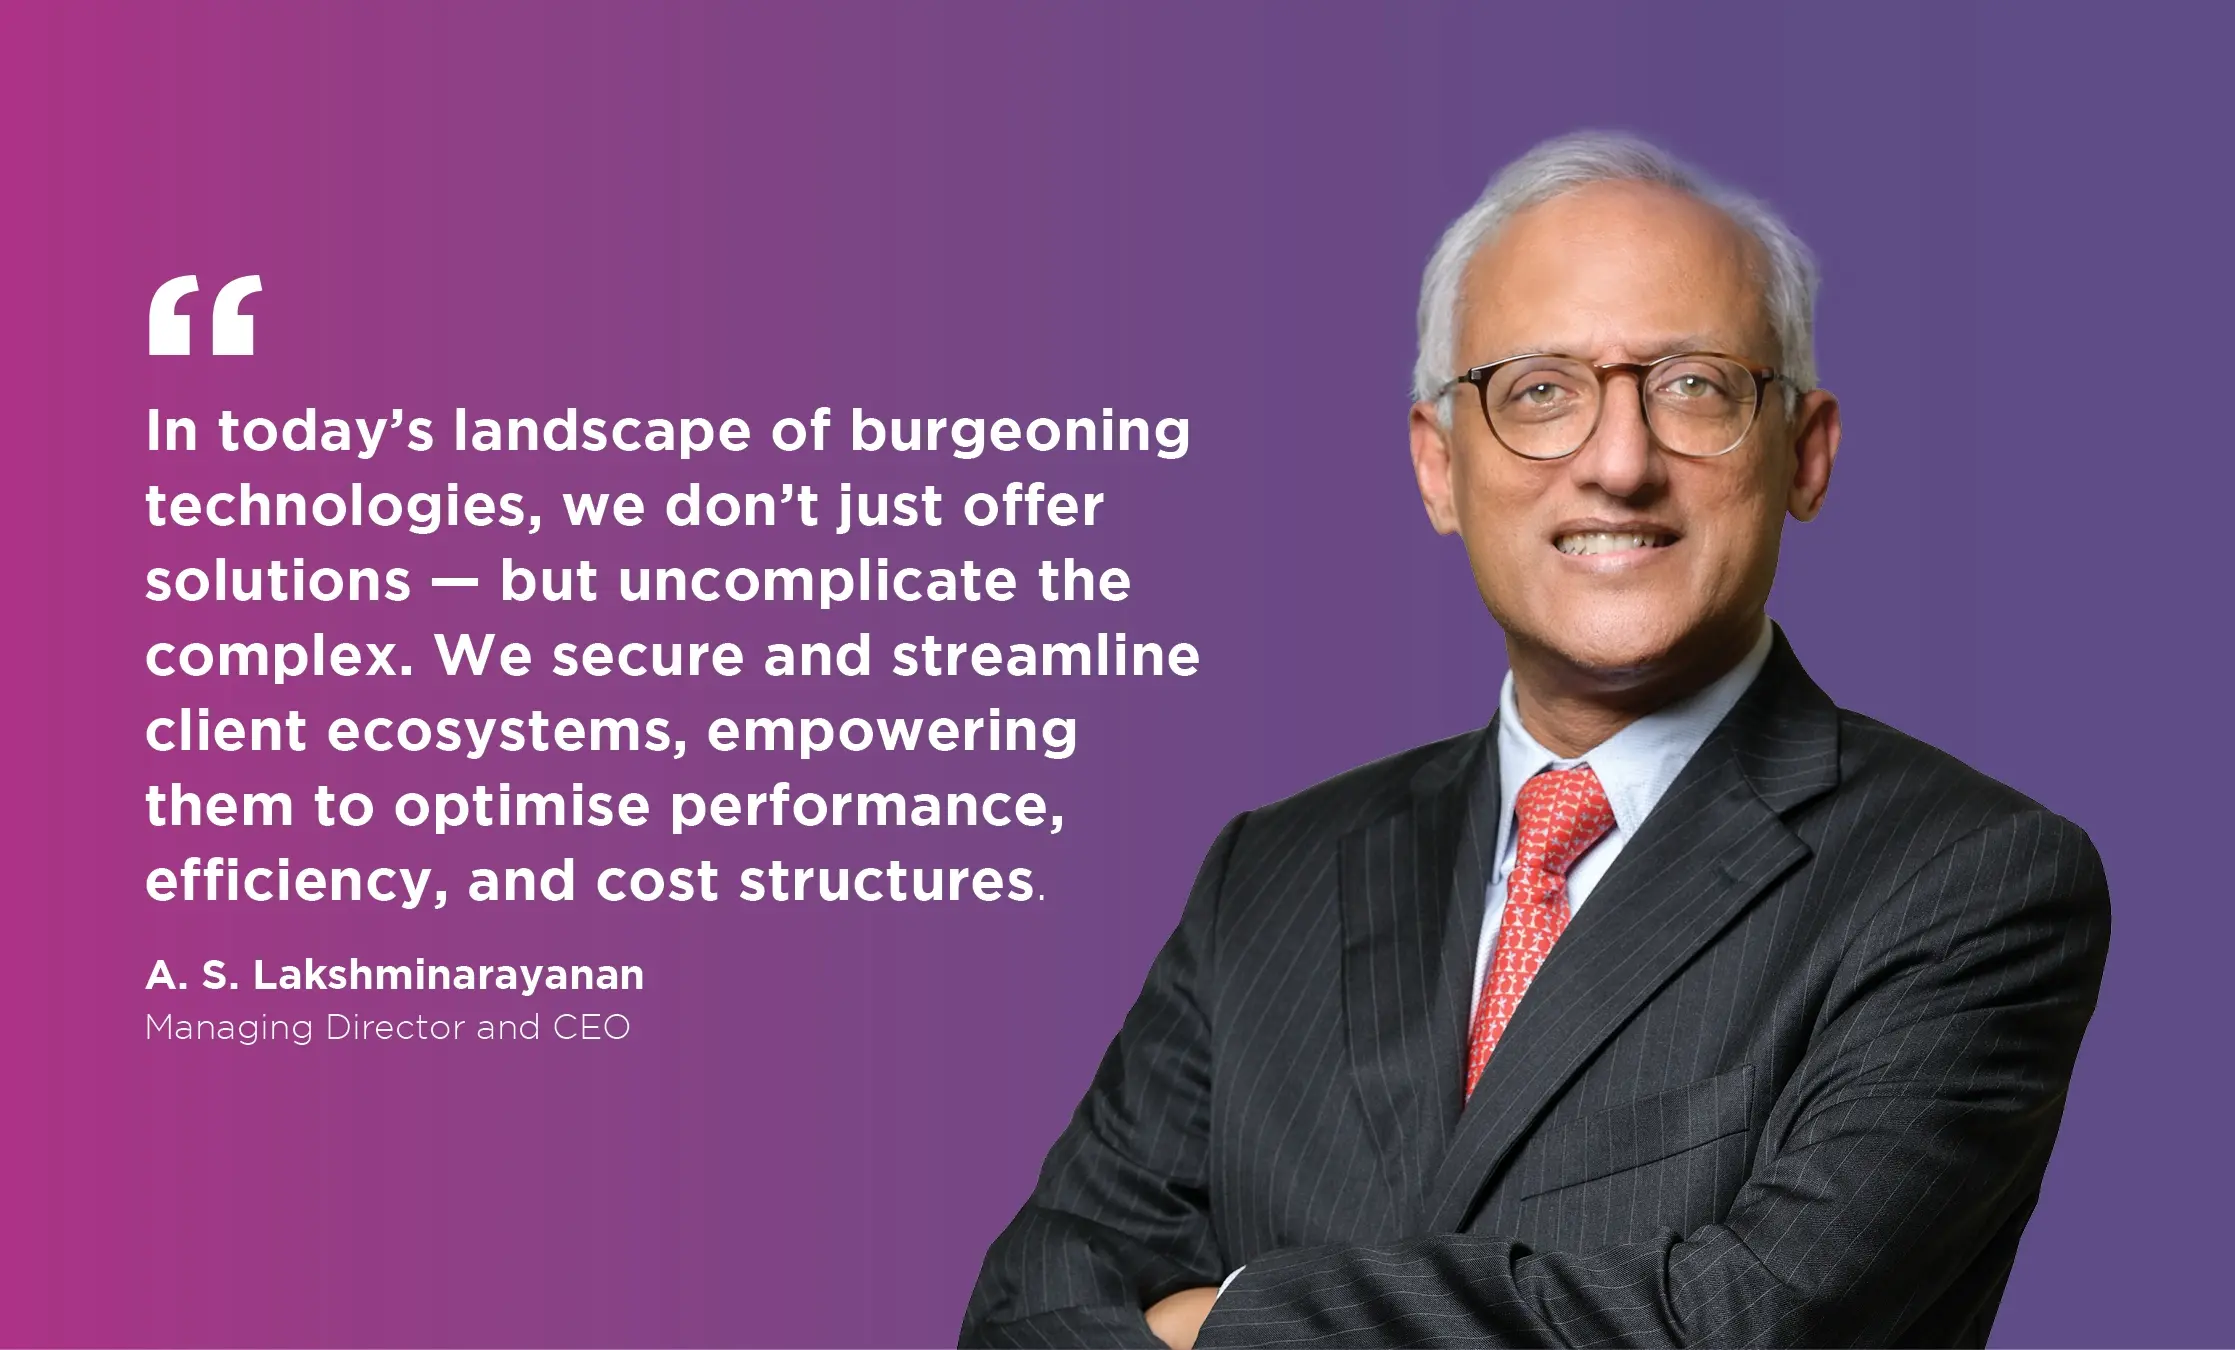 “
In today’s landscape of burgeoning
technologies, we don’t just offer
solutions — but uncomplicate the
complex. We secure and streamline
client ecosystems, empowering
them to optimise performance,
efficiency, and cost structures.
A. S. Lakshminarayanan
Managing Director and CEO